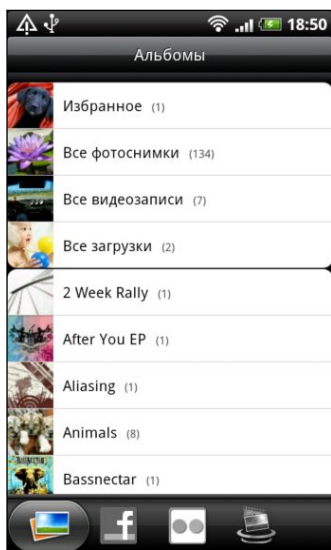 18:50
Альбомы
Избранное (1)
Все фотоснимки (134)
Все видеозаписи (7)
Все загрузки (2)
2 Week Rally (1)
After You EP (1)
Aliasing (1)
Animals (8)
BASSNECTAR
Bassnectar (1)
f